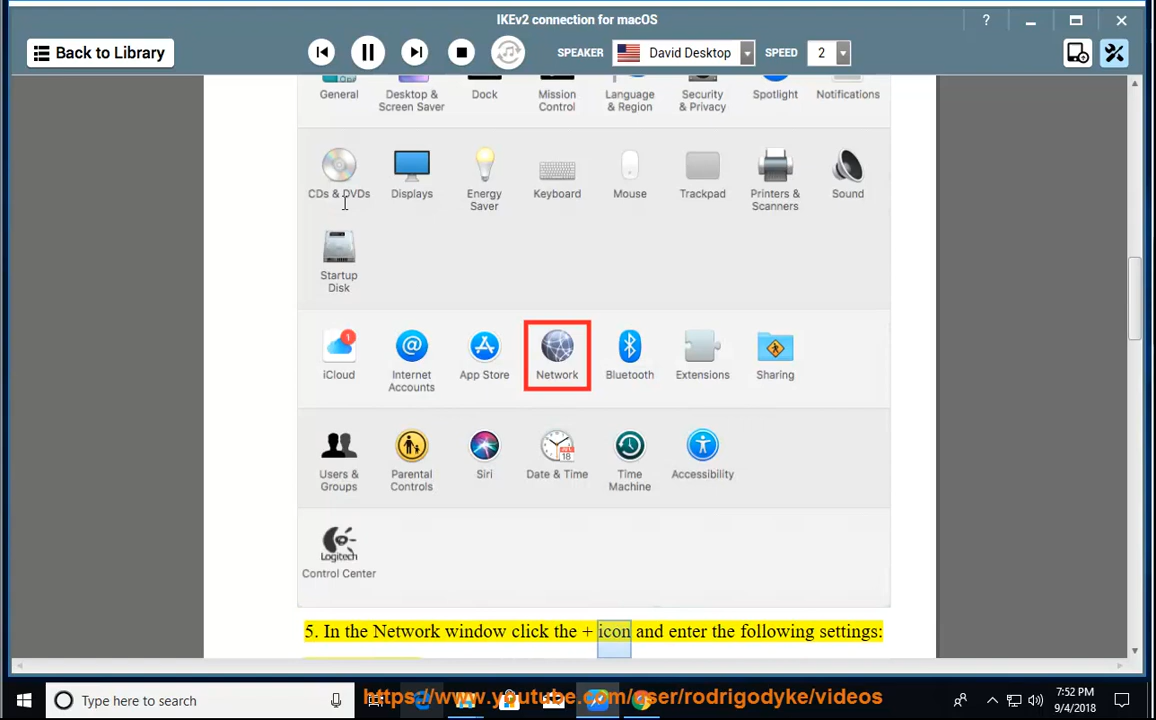 IKEv2 connection for macOS
?
Back to Library
SPEAKER
David Desktop
SPEED
2
General
Desktop &
Screen Saver
Dock
Mission
Control
Language
& Region
Security
& Privacy
Spotlight
Notifications
CDs & DVDs
Displays
Energy
Saver
Keyboard
Mouse
Trackpad
Printers &
Scanners
Sound
Startup
Disk
1
iCloud
Internet
Accounts
App Store
Network
Bluetooth
Extensions
Sharing
Users &
Groups
Parental
Controls
Siri
18
Date & Time
Time
Machine
Accessibility
Logitech
Control Center
5. In the Network window click the + icon and enter the following settings:
Type here to search
https://www.youtube.com/user/rodrigodyke/videos
7:52 PM
9/4/2018